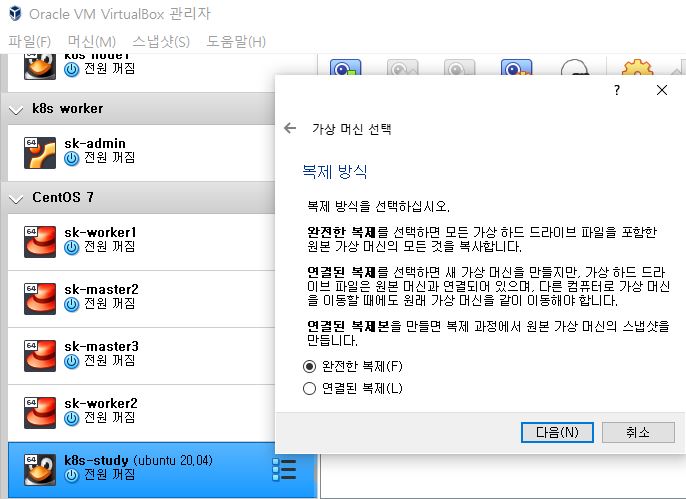 Oracle VM VirtualBox 관리자
파일(F) 머신(M) 스냅샷(S) 도움말(H)
64
k8s node1
전원 꺼짐
k8s worker
64
sk-admin
전원 꺼짐
CentOS 7
64
sk-worker1
전원 꺼짐
64
sk-master2
전원 꺼짐
64
sk-master3
전원 꺼짐
64
sk-worker2
전원 꺼짐
64
k8s-study (ubuntu 20,04)
전원 꺼짐
?
가상 머신 선택
복제 방식
복제 방식을 선택하십시오.
완전한 복제를 선택하면 모든 가상 하드 드라이브 파일을 포함한
원본 가상 머신의 모든 것을 복사합니다.
연결된 복제를 선택하면 새 가상 머신을 만들지만, 가상 하드 드라
이브 파일은 원본 머신과 연결되어 있으며, 다른 컴퓨터로 가상 머신
을 이동할 때에도 원래 가상 머신을 같이 이동해야 합니다.
연결된 복제본을 만들면 복제 과정에서 원본 가상 머신의 스냅샷을
만듭니다.
완전한 복제(F)
연결된 복제(L)
다음(N) 취소